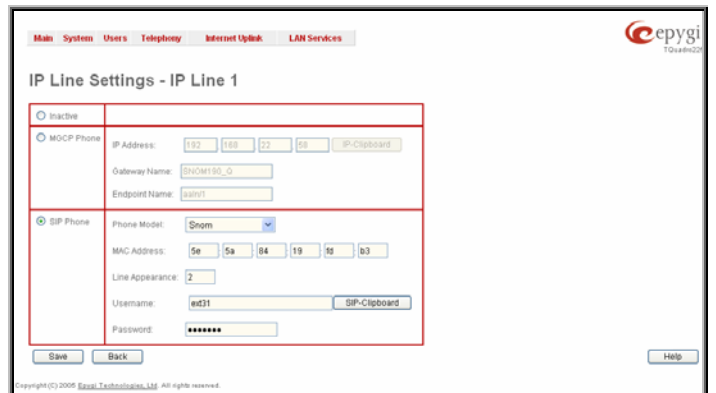 Main System Users Telephony Internet Uplink LAN Services
epygi
IP Line Settings - IP Line 1
Inactive
MGCP Phone
IP Address: 192 168 22 58 IP-Clipboard
Gateway Name: SNOM190_G
Endpoint Name: aaln/1
SIP Phone
Phone Model: Snom
MAC Address: 5e 5a 84 19 fd b3
Line Appearance: 2
Username: ext31 SIP-Clipboard
Password: •••••••
Save Back Help
Copyright (C) 2006 Epygi Technologies, Ltd. All rights reserved.